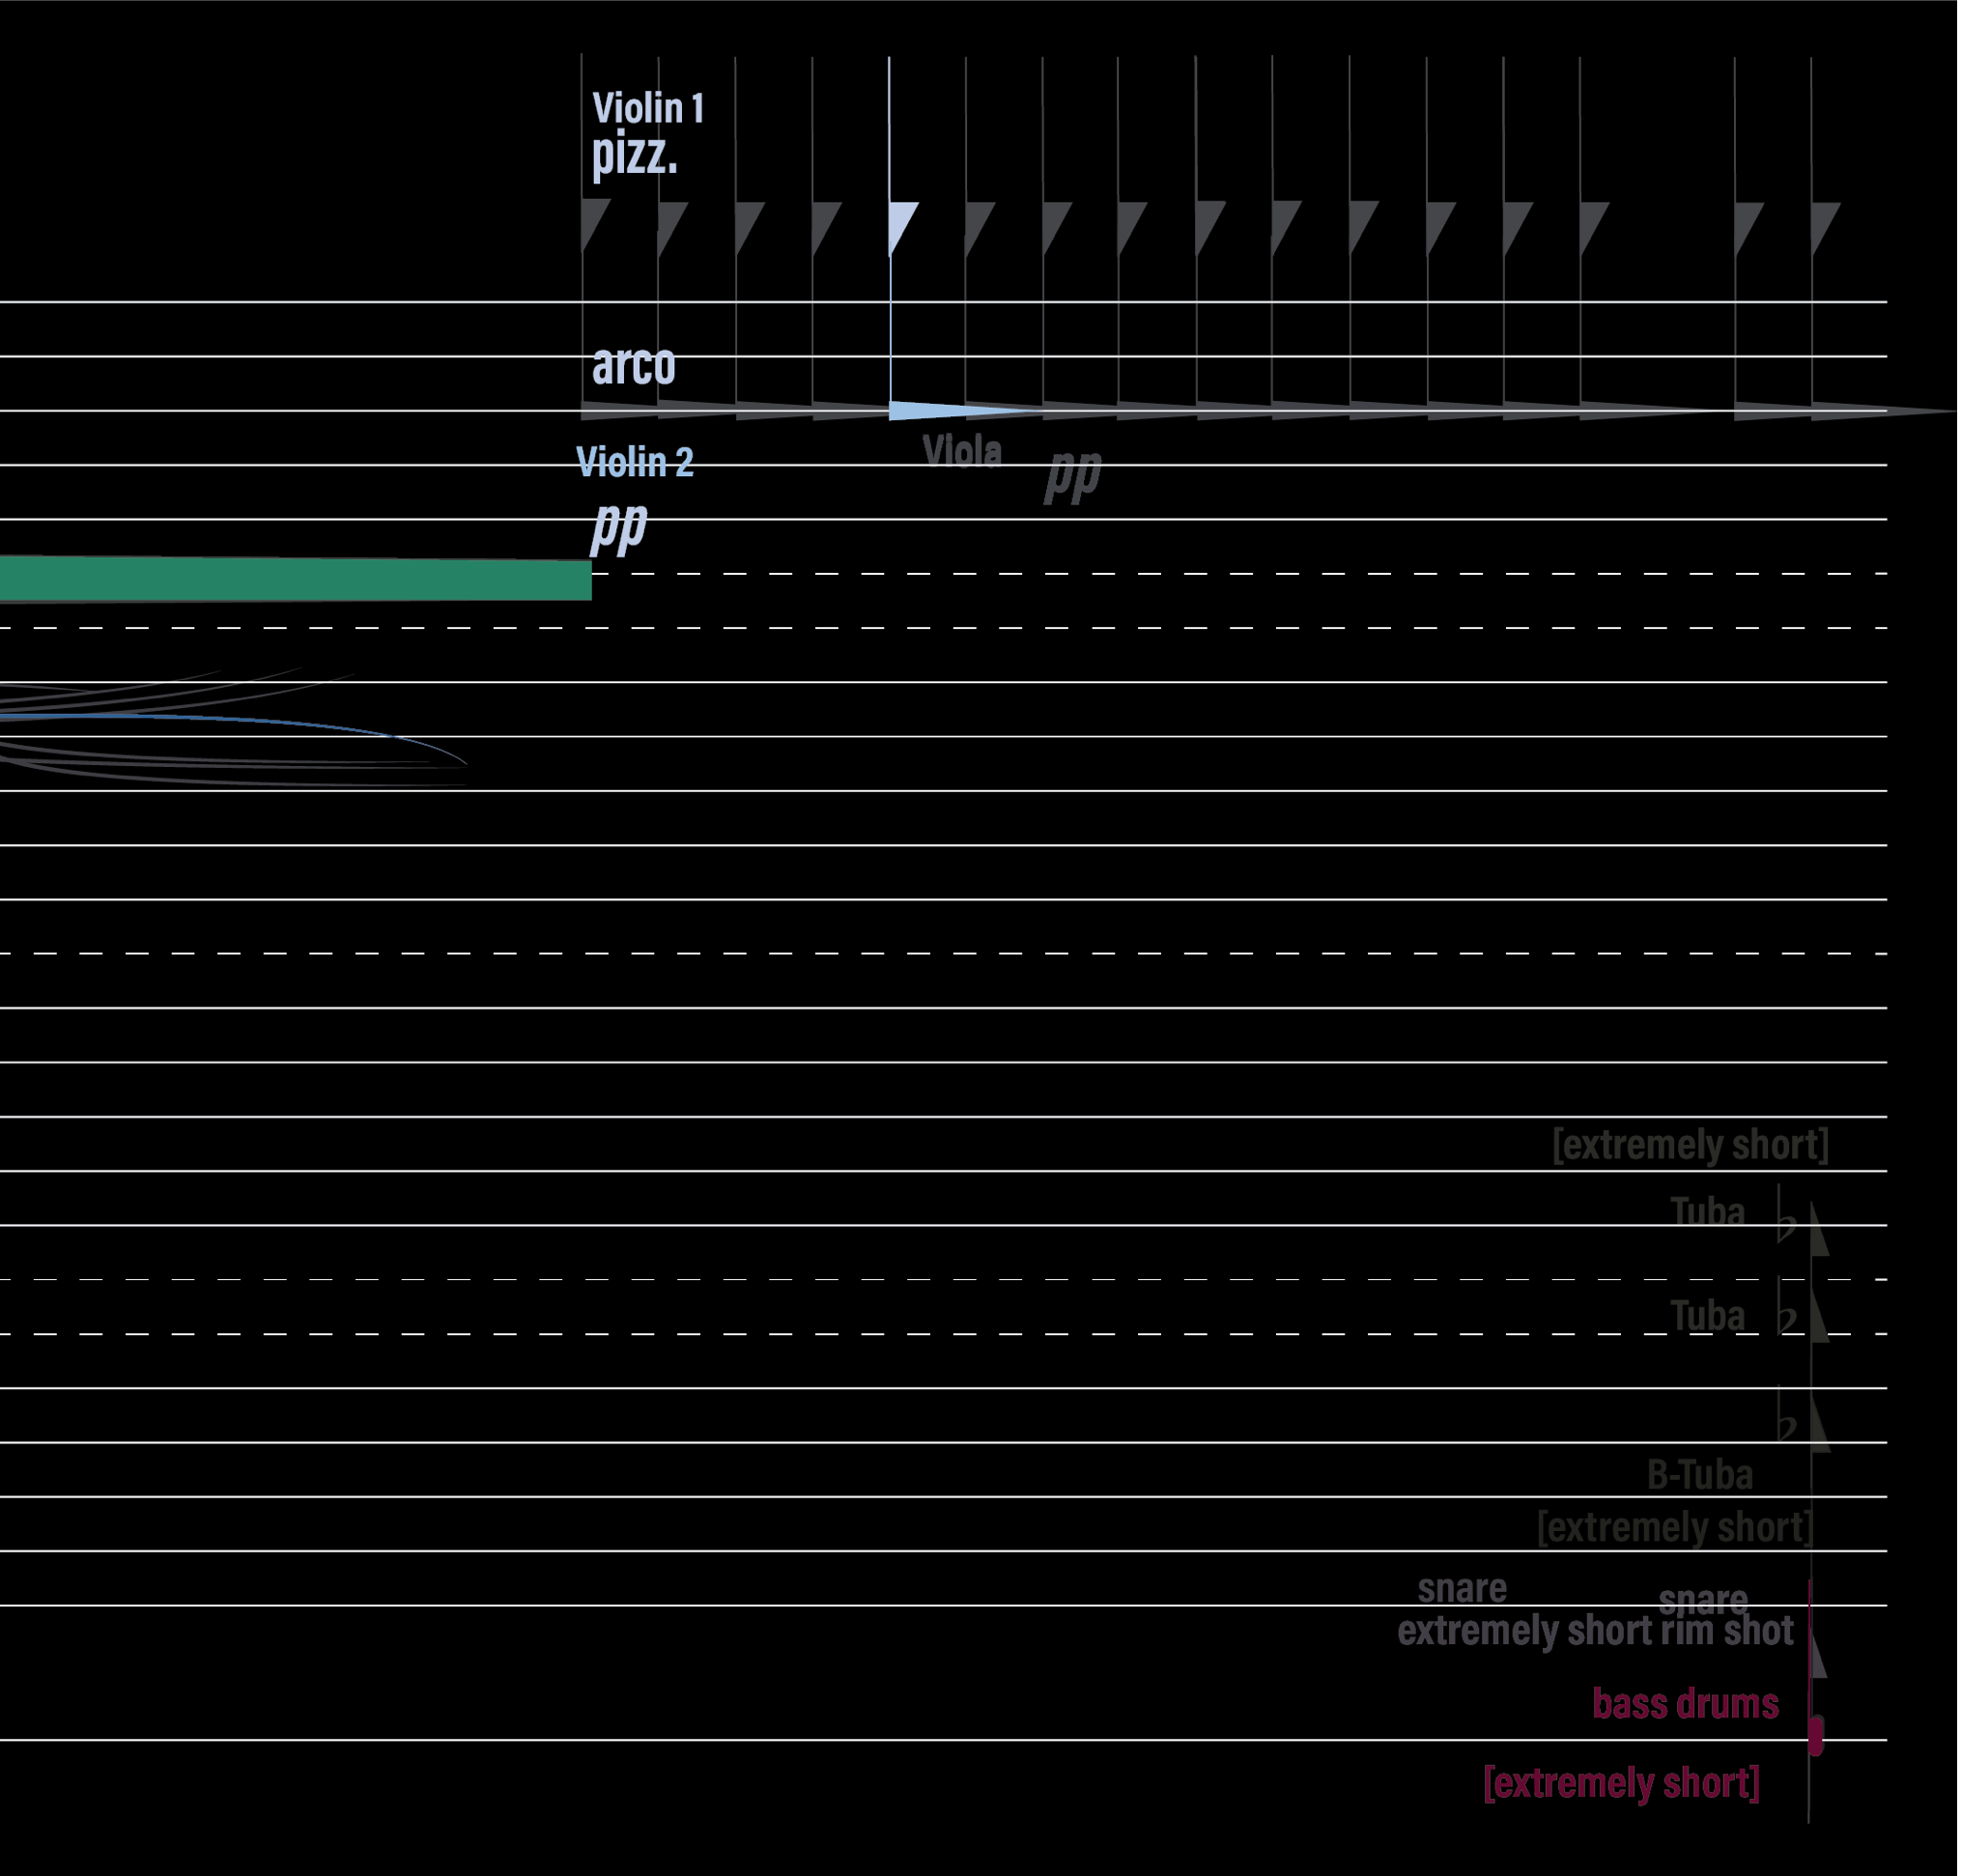 Violin 1
pizz.
arco
Violin 2
Viola
pp
pp
[extremely short]
Tuba ♭
Tuba ♭
♭
B-Tuba
[extremely short]
snare
snare
extremely short rim shot
bass drums
[extremely short]